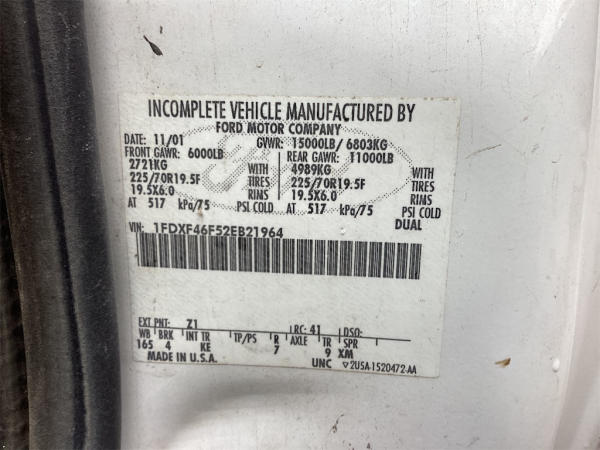 INCOMPLETE VEHICLE MANUFACTURED BY
FORD MOTOR COMPANY
DATE: 11/01 GVWR: 15000LB/ 6803KG
FRONT GAWR: 6000LB REAR GAWR: 11000LB
2721KG WITH 4989KG WITH
225/70R19.5F TIRES 225/70R19.5F TIRES
19.5X6.0 RIMS 19.5X6.0 RIMS
AT 517 kPa/75 PSI COLD AT 517 kPa/75 PSI COLD
DUAL
VIN: 1FDXF46F52EB21964
EXT PNT: Z1 RC: 41 DSO:
WB BRK INT TR TP/PS R AXLE TR SPR
165 4 KE 7 9 XM
MADE IN U.S.A. UNC ▽2USA-1520472-AA